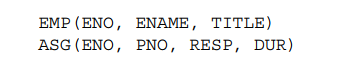 EMP(ENO, ENAME, TITLE)
ASG(ENO, PNO, RESP, DUR)